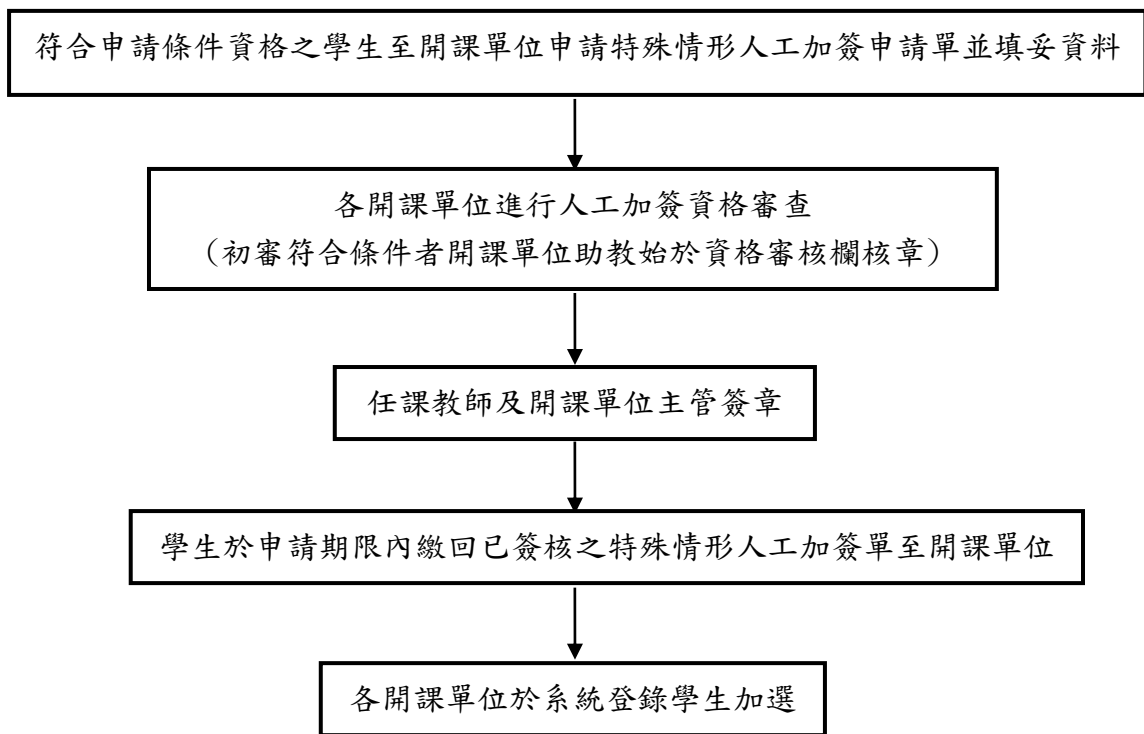 符合申請條件資格之學生至開課單位申請特殊情形人工加簽申請單並填妥資料
各開課單位進行人工加簽資格審查
（初審符合條件者開課單位助教始於資格審核欄核章）
任課教師及開課單位主管簽章
學生於申請期限內繳回已簽核之特殊情形人工加簽單至開課單位
各開課單位於系統登錄學生加選